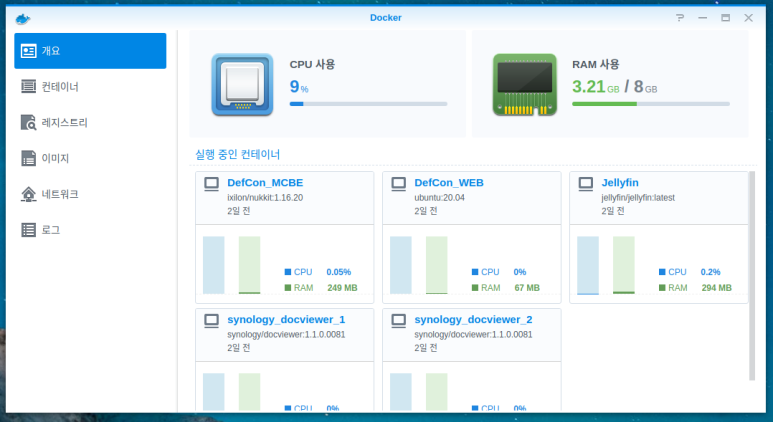 Docker
개요
컨테이너
레지스트리
이미지
네트워크
로그
CPU 사용
9%
RAM 사용
3.21 GB / 8 GB
실행 중인 컨테이너
DefCon_MCBE
ixilon/nukkit:1.16.20
2일 전
CPU 0.05%
RAM 249 MB
DefCon_WEB
ubuntu:20.04
2일 전
CPU 0%
RAM 67 MB
Jellyfin
jellyfin/jellyfin:latest
2일 전
CPU 0.2%
RAM 294 MB
synology_docviewer_1
synology/docviewer:1.1.0.0081
2일 전
CPU 0%
synology_docviewer_2
synology/docviewer:1.1.0.0081
2일 전
CPU 0%